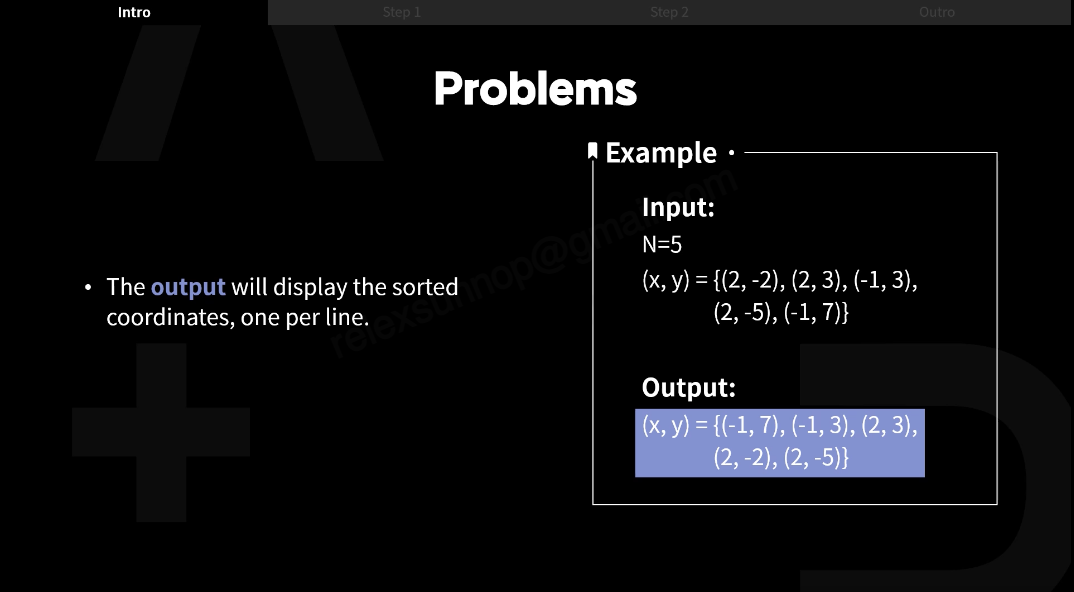 Intro
Step 1
Step 2
Outro
Problems
• The output will display the sorted
coordinates, one per line.
Example •
Input:
N=5
(x, y) = {(2, -2), (2, 3), (-1, 3),
(2, -5), (-1, 7)}
Output:
(x, y) = {(-1, 7), (-1, 3), (2, 3),
(2, -2), (2, -5)}